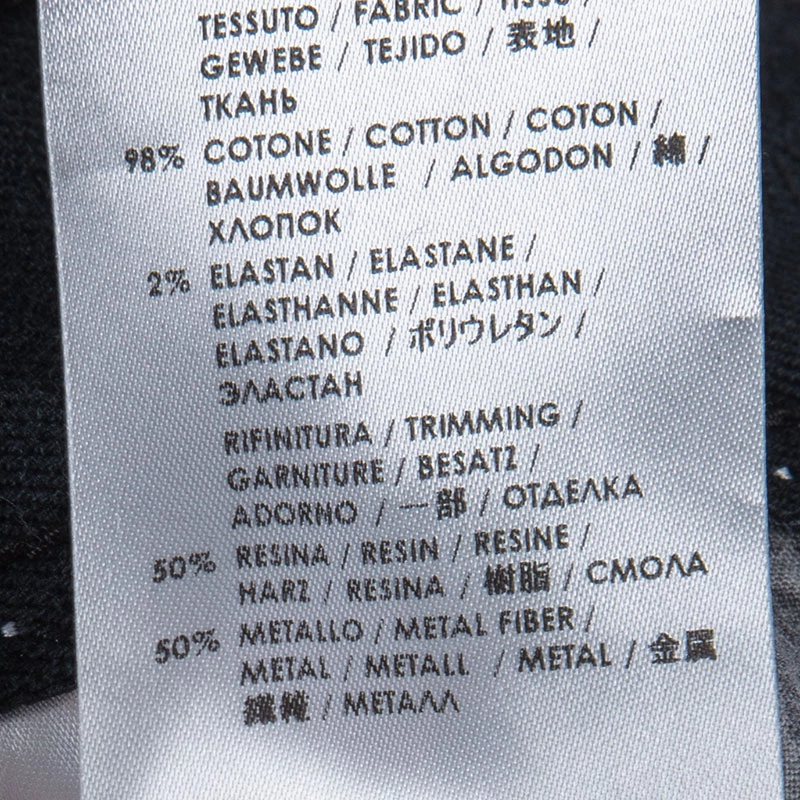 TESSUTO / FABRIC / TISSU /
GEWEBE / TEJIDO / 表地 /
ТКАНЬ
98% COTONE / COTTON / COTON /
BAUMWOLLE / ALGODON / 綿 /
ХЛОПОК
2% ELASTAN / ELASTANE /
ELASTHANNE / ELASTHAN /
ELASTANO / ポリウレタン /
ЭЛАСТАН
RIFINITURA / TRIMMING /
GARNITURE / BESATZ /
ADORNO / 一部 / ОТДЕЛКА
50% RESINA / RESIN / RESINE /
HARZ / RESINA / 樹脂 / СМОЛА
50% METALLO / METAL FIBER /
METAL / METALL / METAL / 金属
繊維 / МЕТАЛЛ